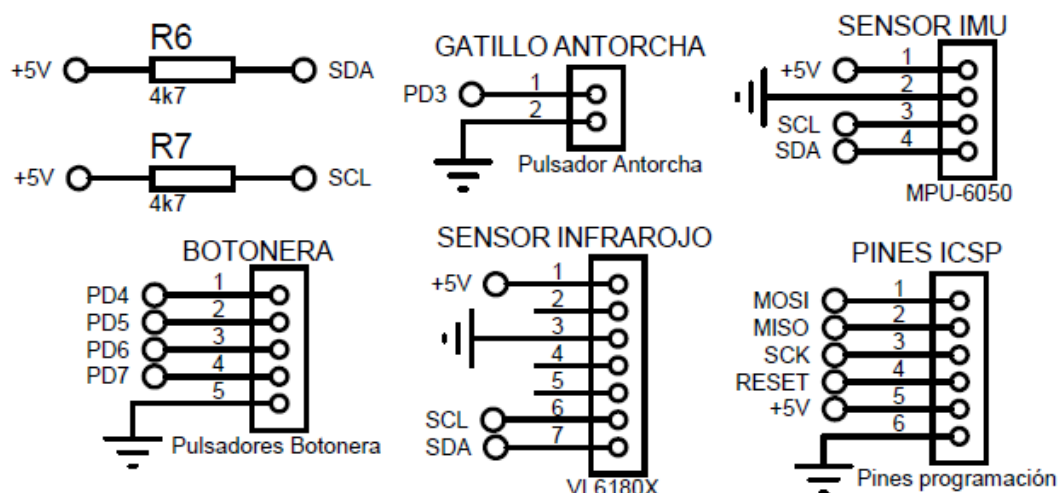 R6
+5V
SDA
4k7
R7
+5V
SCL
4k7
GATILLO ANTORCHA
PD3
1
2
Pulsador Antorcha
SENSOR IMU
+5V
1
2
SCL
3
SDA
4
MPU-6050
BOTONERA
PD4
1
PD5
2
PD6
3
PD7
4
5
Pulsadores Botonera
SENSOR INFRAROJO
+5V
1
2
3
4
5
SCL
6
SDA
7
VL6180X
PINES ICSP
MOSI
1
MISO
2
SCK
3
RESET
4
+5V
5
6
Pines programación